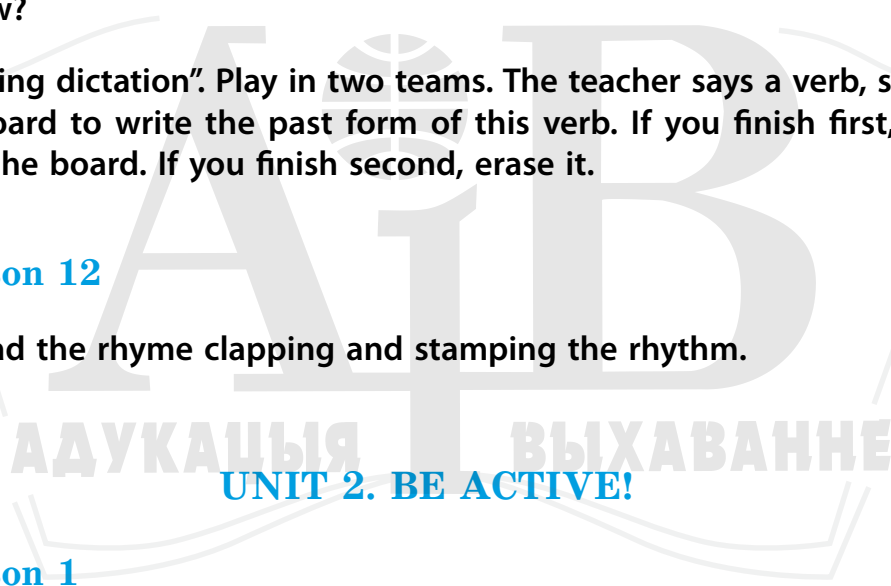 ing dictation". Play in two teams. The teacher says a verb, s
oard to write the past form of this verb. If you finish first,
he board. If you finish second, erase it.
on 12
d the rhyme clapping and stamping the rhythm.
АіВ
АДУКАЦЫЯ ВЫХАВАННЕ
UNIT 2. BE ACTIVE!
on 1